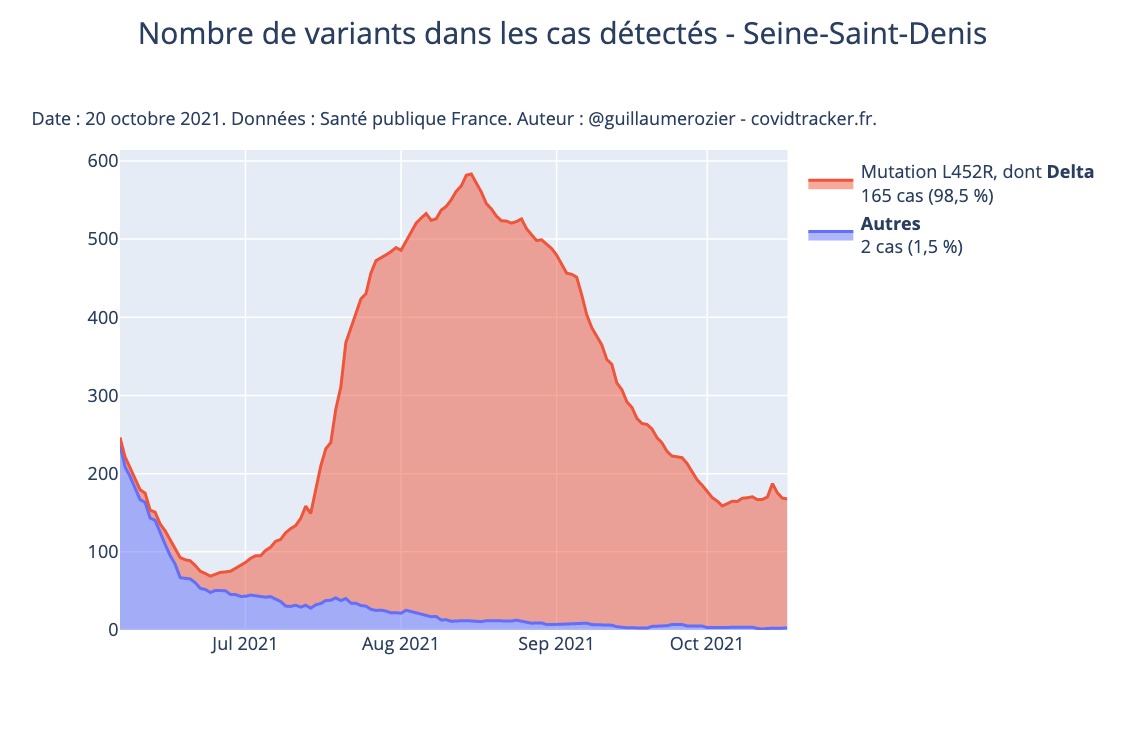 Nombre de variants dans les cas détectés - Seine-Saint-Denis
Date : 20 octobre 2021. Données : Santé publique France. Auteur : @guillaumerozier - covidtracker.fr.
600
500
400
300
200
100
0
Jul 2021
Aug 2021
Sep 2021
Oct 2021
Mutation L452R, dont Delta
165 cas (98,5 %)
Autres
2 cas (1,5 %)